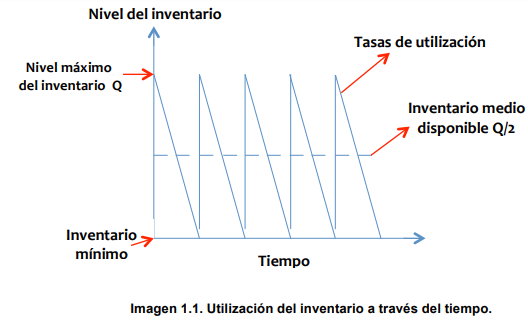 Nivel del inventario
Tasas de utilización
Nivel máximo
del inventario Q
Inventario medio
disponible Q/2
Inventario
mínimo
Tiempo
Imagen 1.1. Utilización del inventario a través del tiempo.